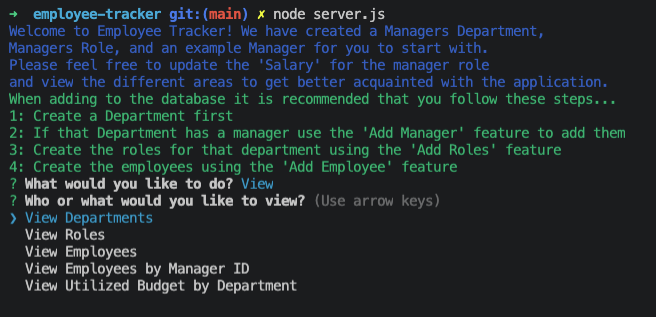 ➜  employee-tracker git:(main) ✗ node server.js
Welcome to Employee Tracker! We have created a Managers Department,
Managers Role, and an example Manager for you to start with.
Please feel free to update the 'Salary' for the manager role
and view the different areas to get better acquainted with the application.
When adding to the database it is recommended that you follow these steps...
1: Create a Department first
2: If that Department has a manager use the 'Add Manager' feature to add them
3: Create the roles for that department using the 'Add Roles' feature
4: Create the employees using the 'Add Employee' feature
? What would you like to do? View
? Who or what would you like to view? (Use arrow keys)
❯ View Departments
  View Roles
  View Employees
  View Employees by Manager ID
  View Utilized Budget by Department